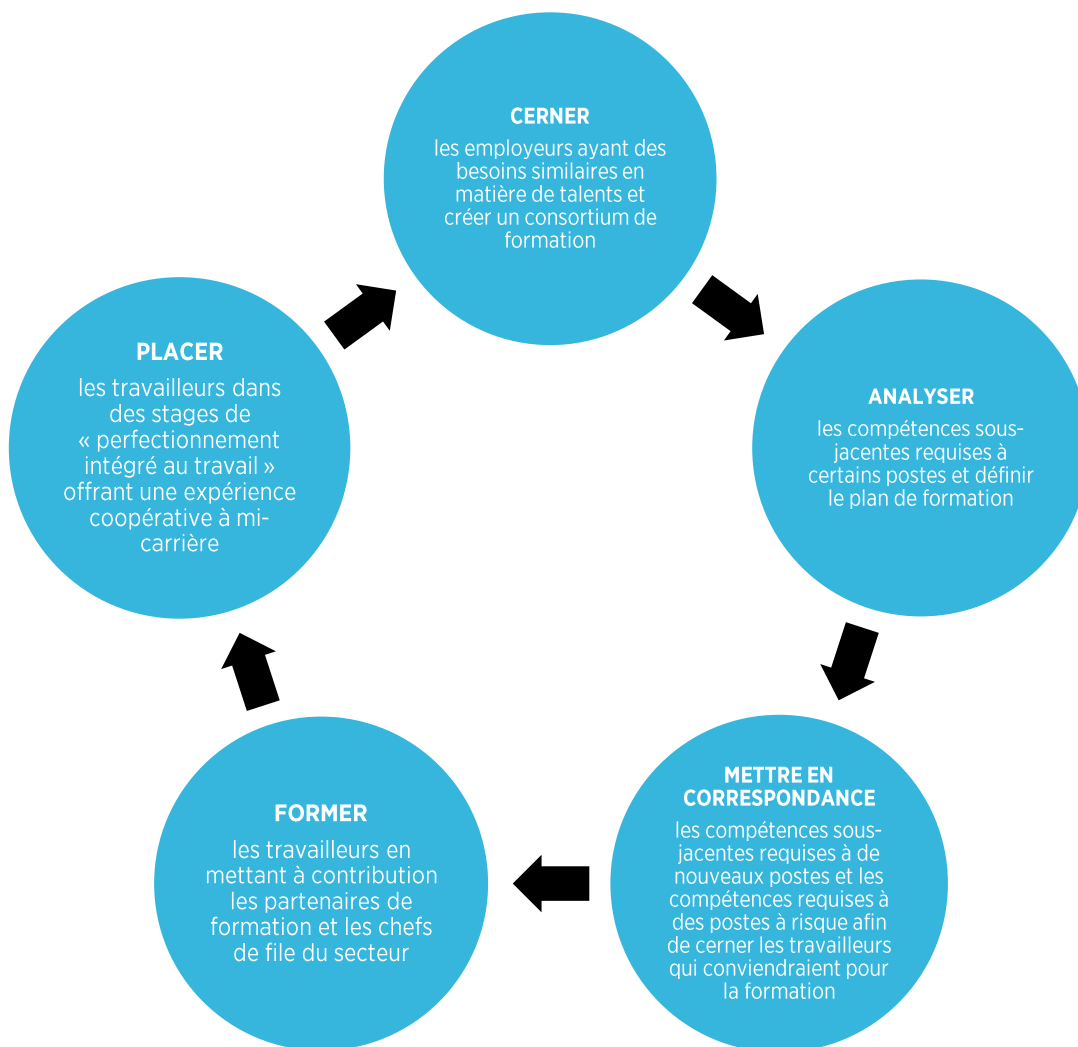 CERNER
les employeurs ayant des
besoins similaires en
matière de talents et
créer un consortium de
formation
ANALYSER
les compétences sous-
jacentes requises à
certains postes et définir
le plan de formation
METTRE EN
CORRESPONDANCE
les compétences sous-
jacentes requises à de
nouveaux postes et les
compétences requises à
des postes à risque afin
de cerner les travailleurs
qui conviendraient pour
la formation
FORMER
les travailleurs en
mettant à contribution
les partenaires de
formation et les chefs
de file du secteur
PLACER
les travailleurs dans
des stages de
« perfectionnement
intégré au travail »
offrant une expérience
coopérative à mi-
carrière